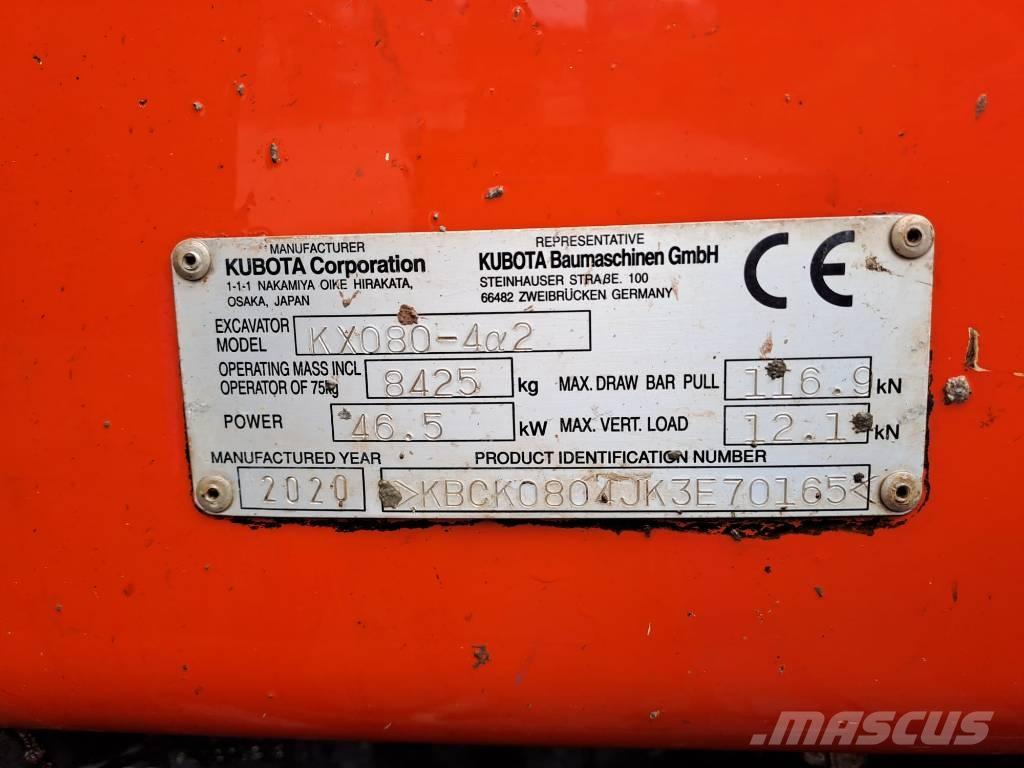 MANUFACTURER
KUBOTA Corporation
1-1-1 NAKAMIYA OIKE HIRAKATA,
OSAKA, JAPAN
REPRESENTATIVE
KUBOTA Baumaschinen GmbH
STEINHAUSER STRAßE. 100
66482 ZWEIBRÜCKEN GERMANY
CE
EXCAVATOR
MODEL KX080-4α2
OPERATING MASS INCL
OPERATOR OF 75kg 8425 kg
MAX. DRAW BAR PULL 116.9 kN
POWER 46.5 kW
MAX. VERT. LOAD 12.1 kN
MANUFACTURED YEAR
2020
PRODUCT IDENTIFICATION NUMBER
>KBCK0804JK3E70165<
MASCUS